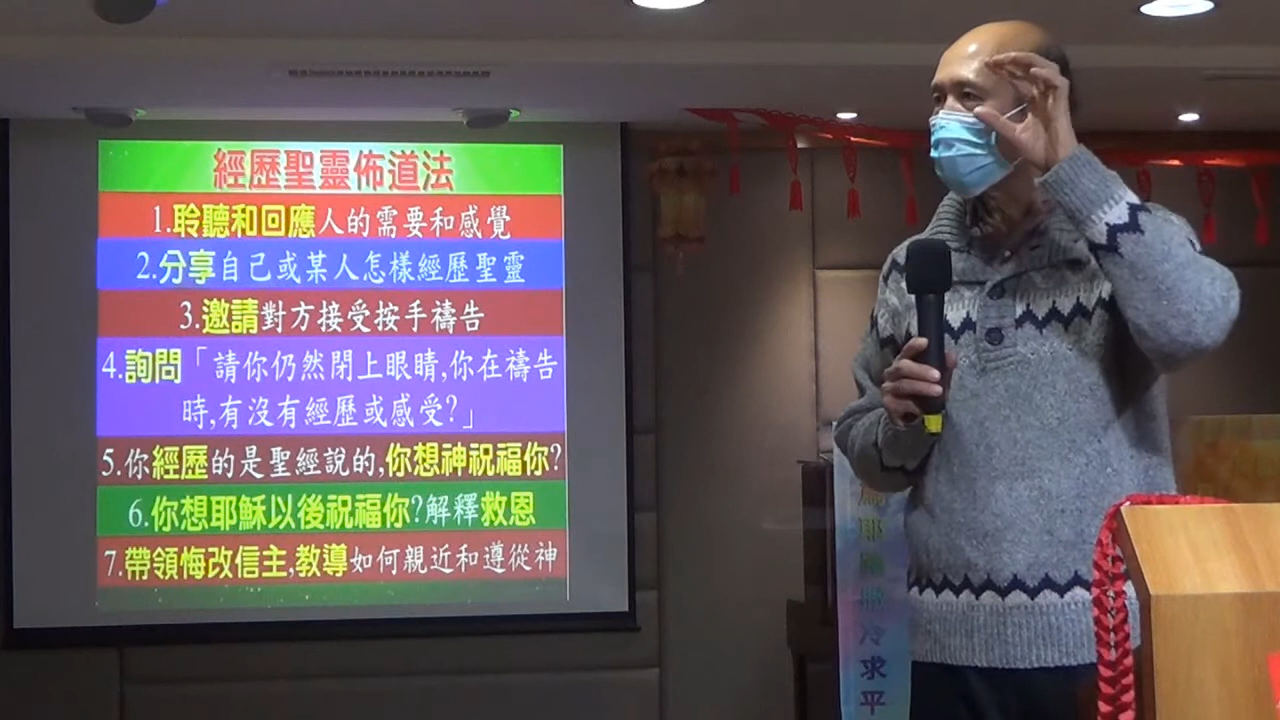 經歷聖靈佈道法
1.聆聽和回應人的需要和感覺
2.分享自己或某人怎樣經歷聖靈
3.邀請對方接受按手禱告
4.詢問「請你仍然閉上眼睛,你在禱告
時,有沒有經歷或感受?」
5.你經歷的是聖經說的,你想神祝福你?
6.你想耶穌以後祝福你?解釋救恩
7.帶領悔改信主,教導如何親近和遵從神
求平